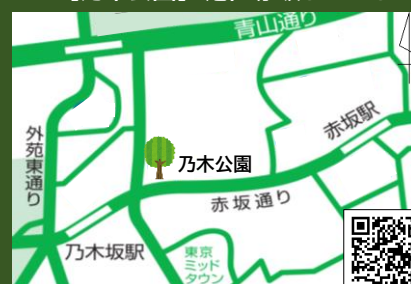 青山通り
外苑東通り
赤坂駅
乃木公園
赤坂通り
乃木坂駅
東京
ミッド
タウン